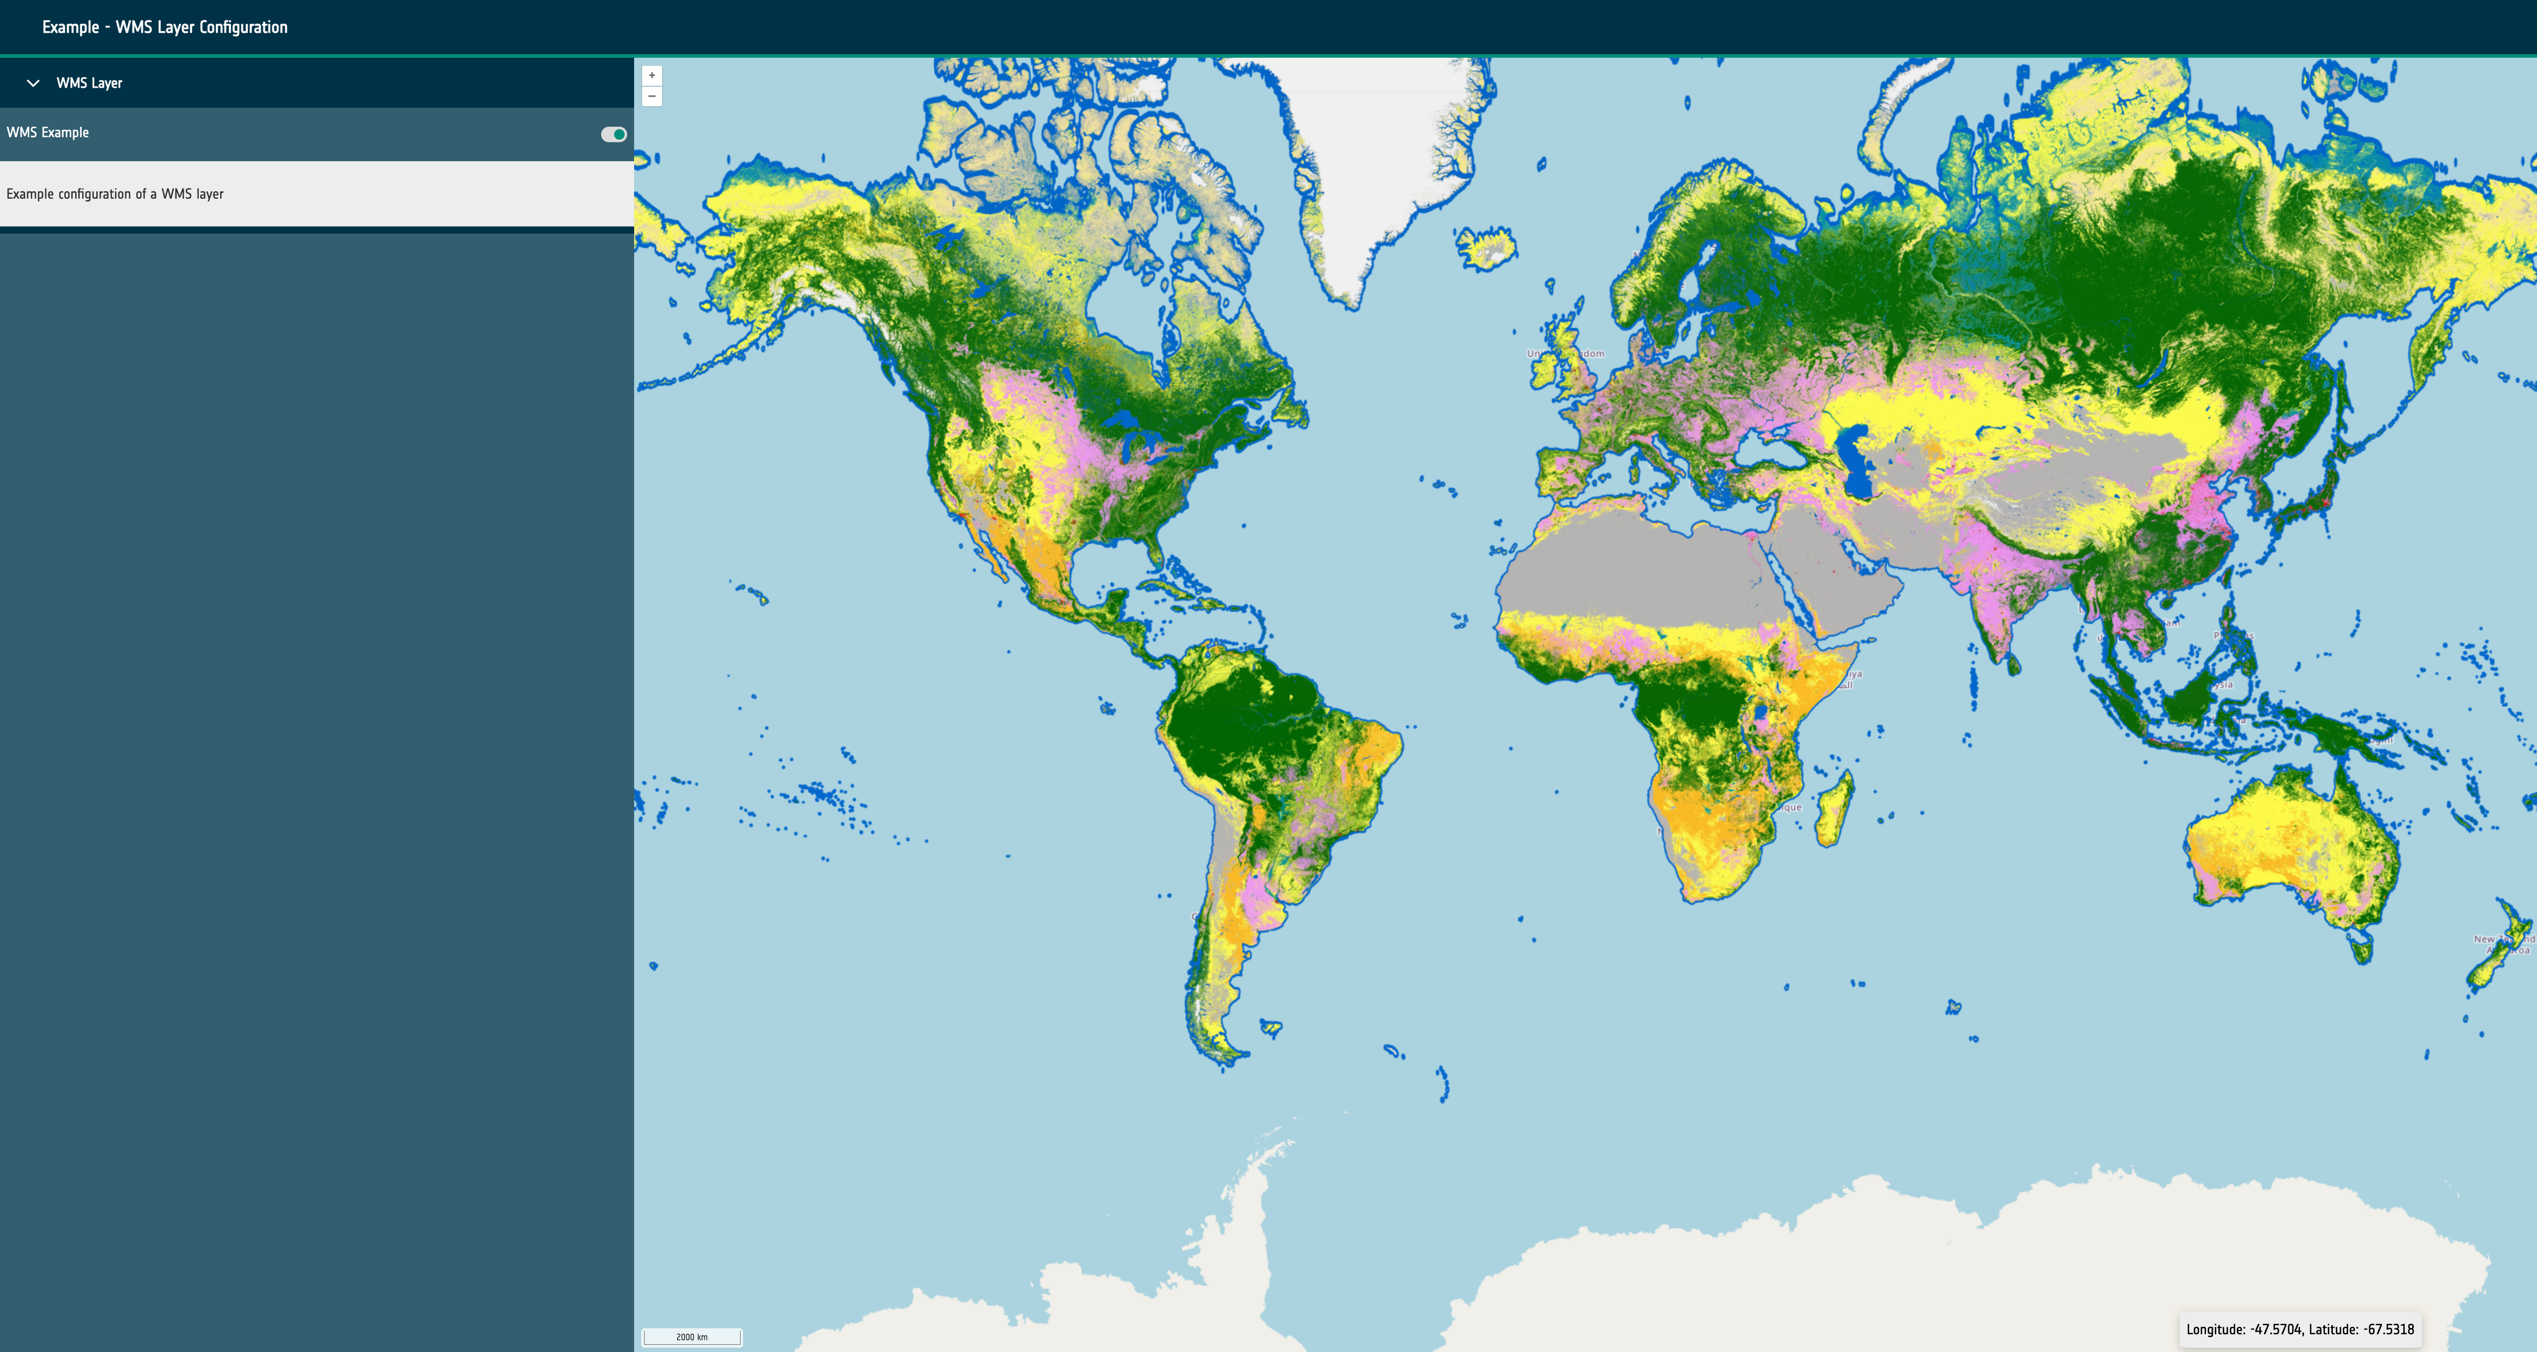 Example - WMS Layer Configuration
WMS Layer
+
WMS Example
−
Example configuration of a WMS layer
New
2000 km
Longitude: -47.5704, Latitude: -67.5318